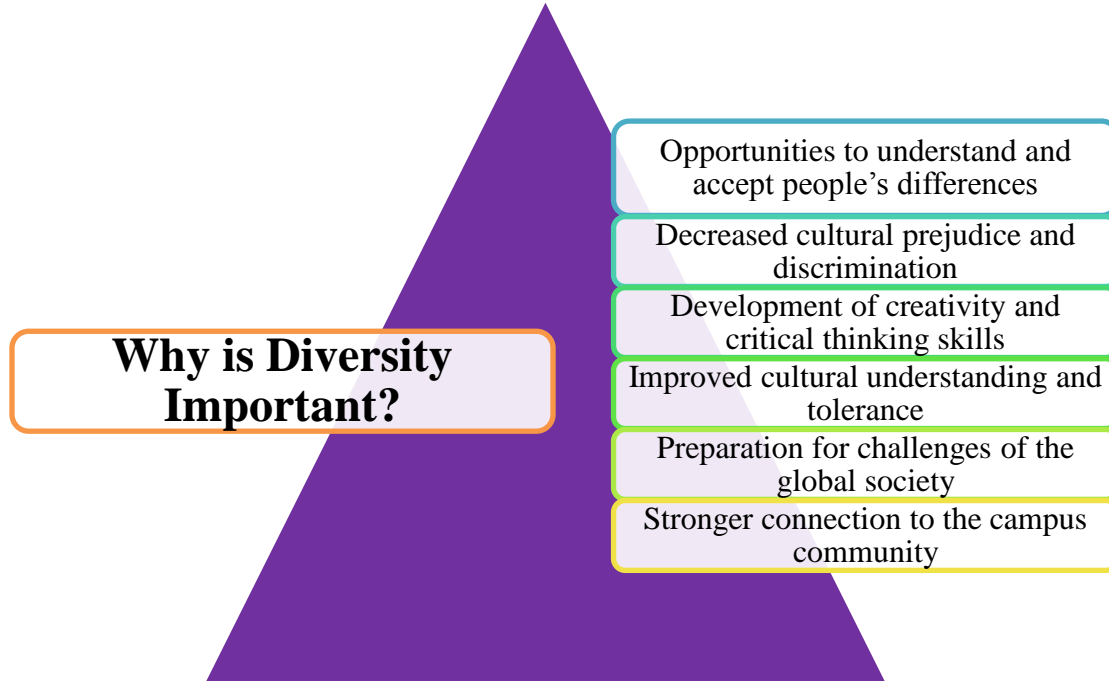 Why is Diversity
Important?
Opportunities to understand and
accept people’s differences
Decreased cultural prejudice and
discrimination
Development of creativity and
critical thinking skills
Improved cultural understanding and
tolerance
Preparation for challenges of the
global society
Stronger connection to the campus
community